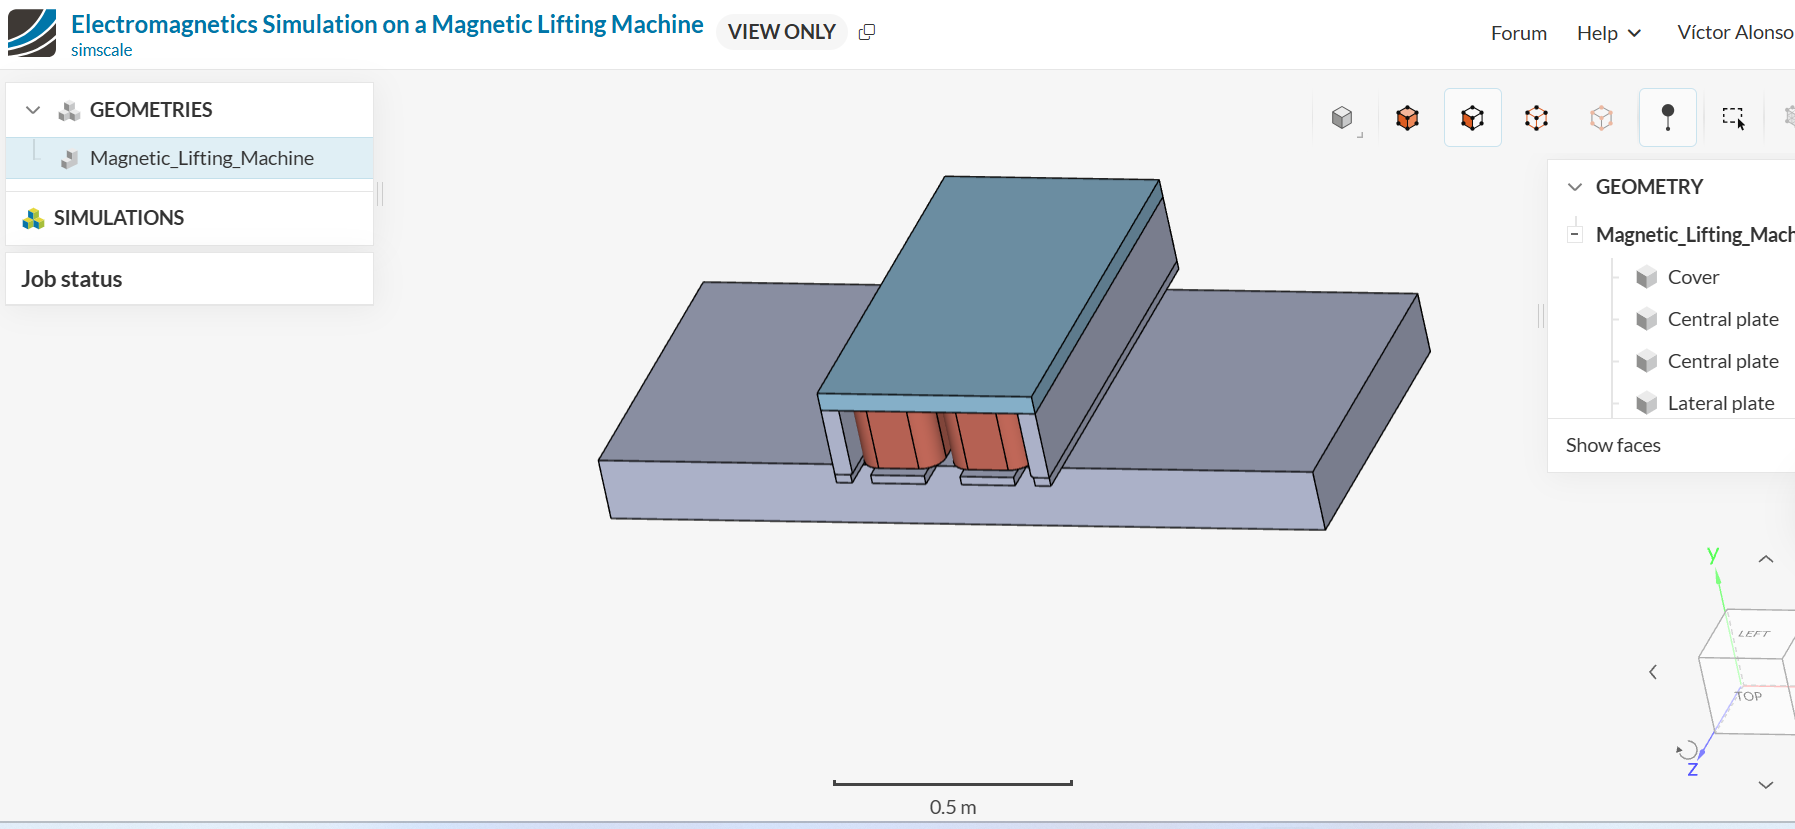 Electromagnetics Simulation on a Magnetic Lifting Machine
simscale
VIEW ONLY
Forum
Help
Víctor Alonso
GEOMETRIES
Magnetic_Lifting_Machine
SIMULATIONS
Job status
GEOMETRY
Magnetic_Lifting_Mach
Cover
Central plate
Central plate
Lateral plate
Show faces
y
LEFT
TOP
z
0.5 m